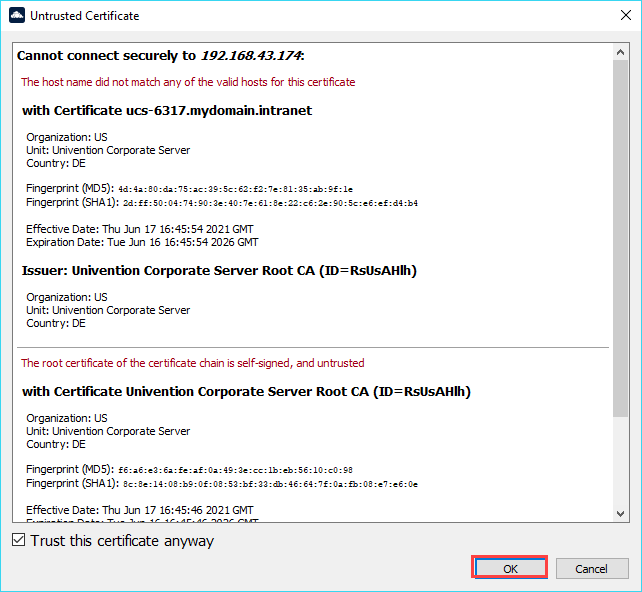 Untrusted Certificate
Cannot connect securely to 192.168.43.174:
The host name did not match any of the valid hosts for this certificate
with Certificate ucs-6317.mydomain.intranet
Organization: US
Unit: Univention Corporate Server
Country: DE
Fingerprint (MD5): 4d:4a:80:da:75:ac:39:5c:62:f2:7e:81:35:ab:9f:1e
Fingerprint (SHA1): 2d:ff:50:04:74:90:3e:40:7e:61:8e:22:c6:2e:90:5c:e6:ef:d4:b4
Effective Date: Thu Jun 17 16:45:54 2021 GMT
Expiration Date: Tue Jun 16 16:45:54 2026 GMT
Issuer: Univention Corporate Server Root CA (ID=RsUsAHlh)
Organization: US
Unit: Univention Corporate Server
Country: DE
The root certificate of the certificate chain is self-signed, and untrusted
with Certificate Univention Corporate Server Root CA (ID=RsUsAHlh)
Organization: US
Unit: Univention Corporate Server
Country: DE
Fingerprint (MD5): f6:a6:e3:6a:fe:af:0a:49:3e:cc:1b:eb:56:10:c0:98
Fingerprint (SHA1): 8c:8e:14:08:b9:0f:08:53:bf:33:db:46:64:7f:0a:fb:08:e7:e6:0e
Effective Date: Thu Jun 17 16:45:46 2021 GMT
Expiration Date: Tue Jun 16 16:45:46 2026 GMT
Trust this certificate anyway
OK Cancel